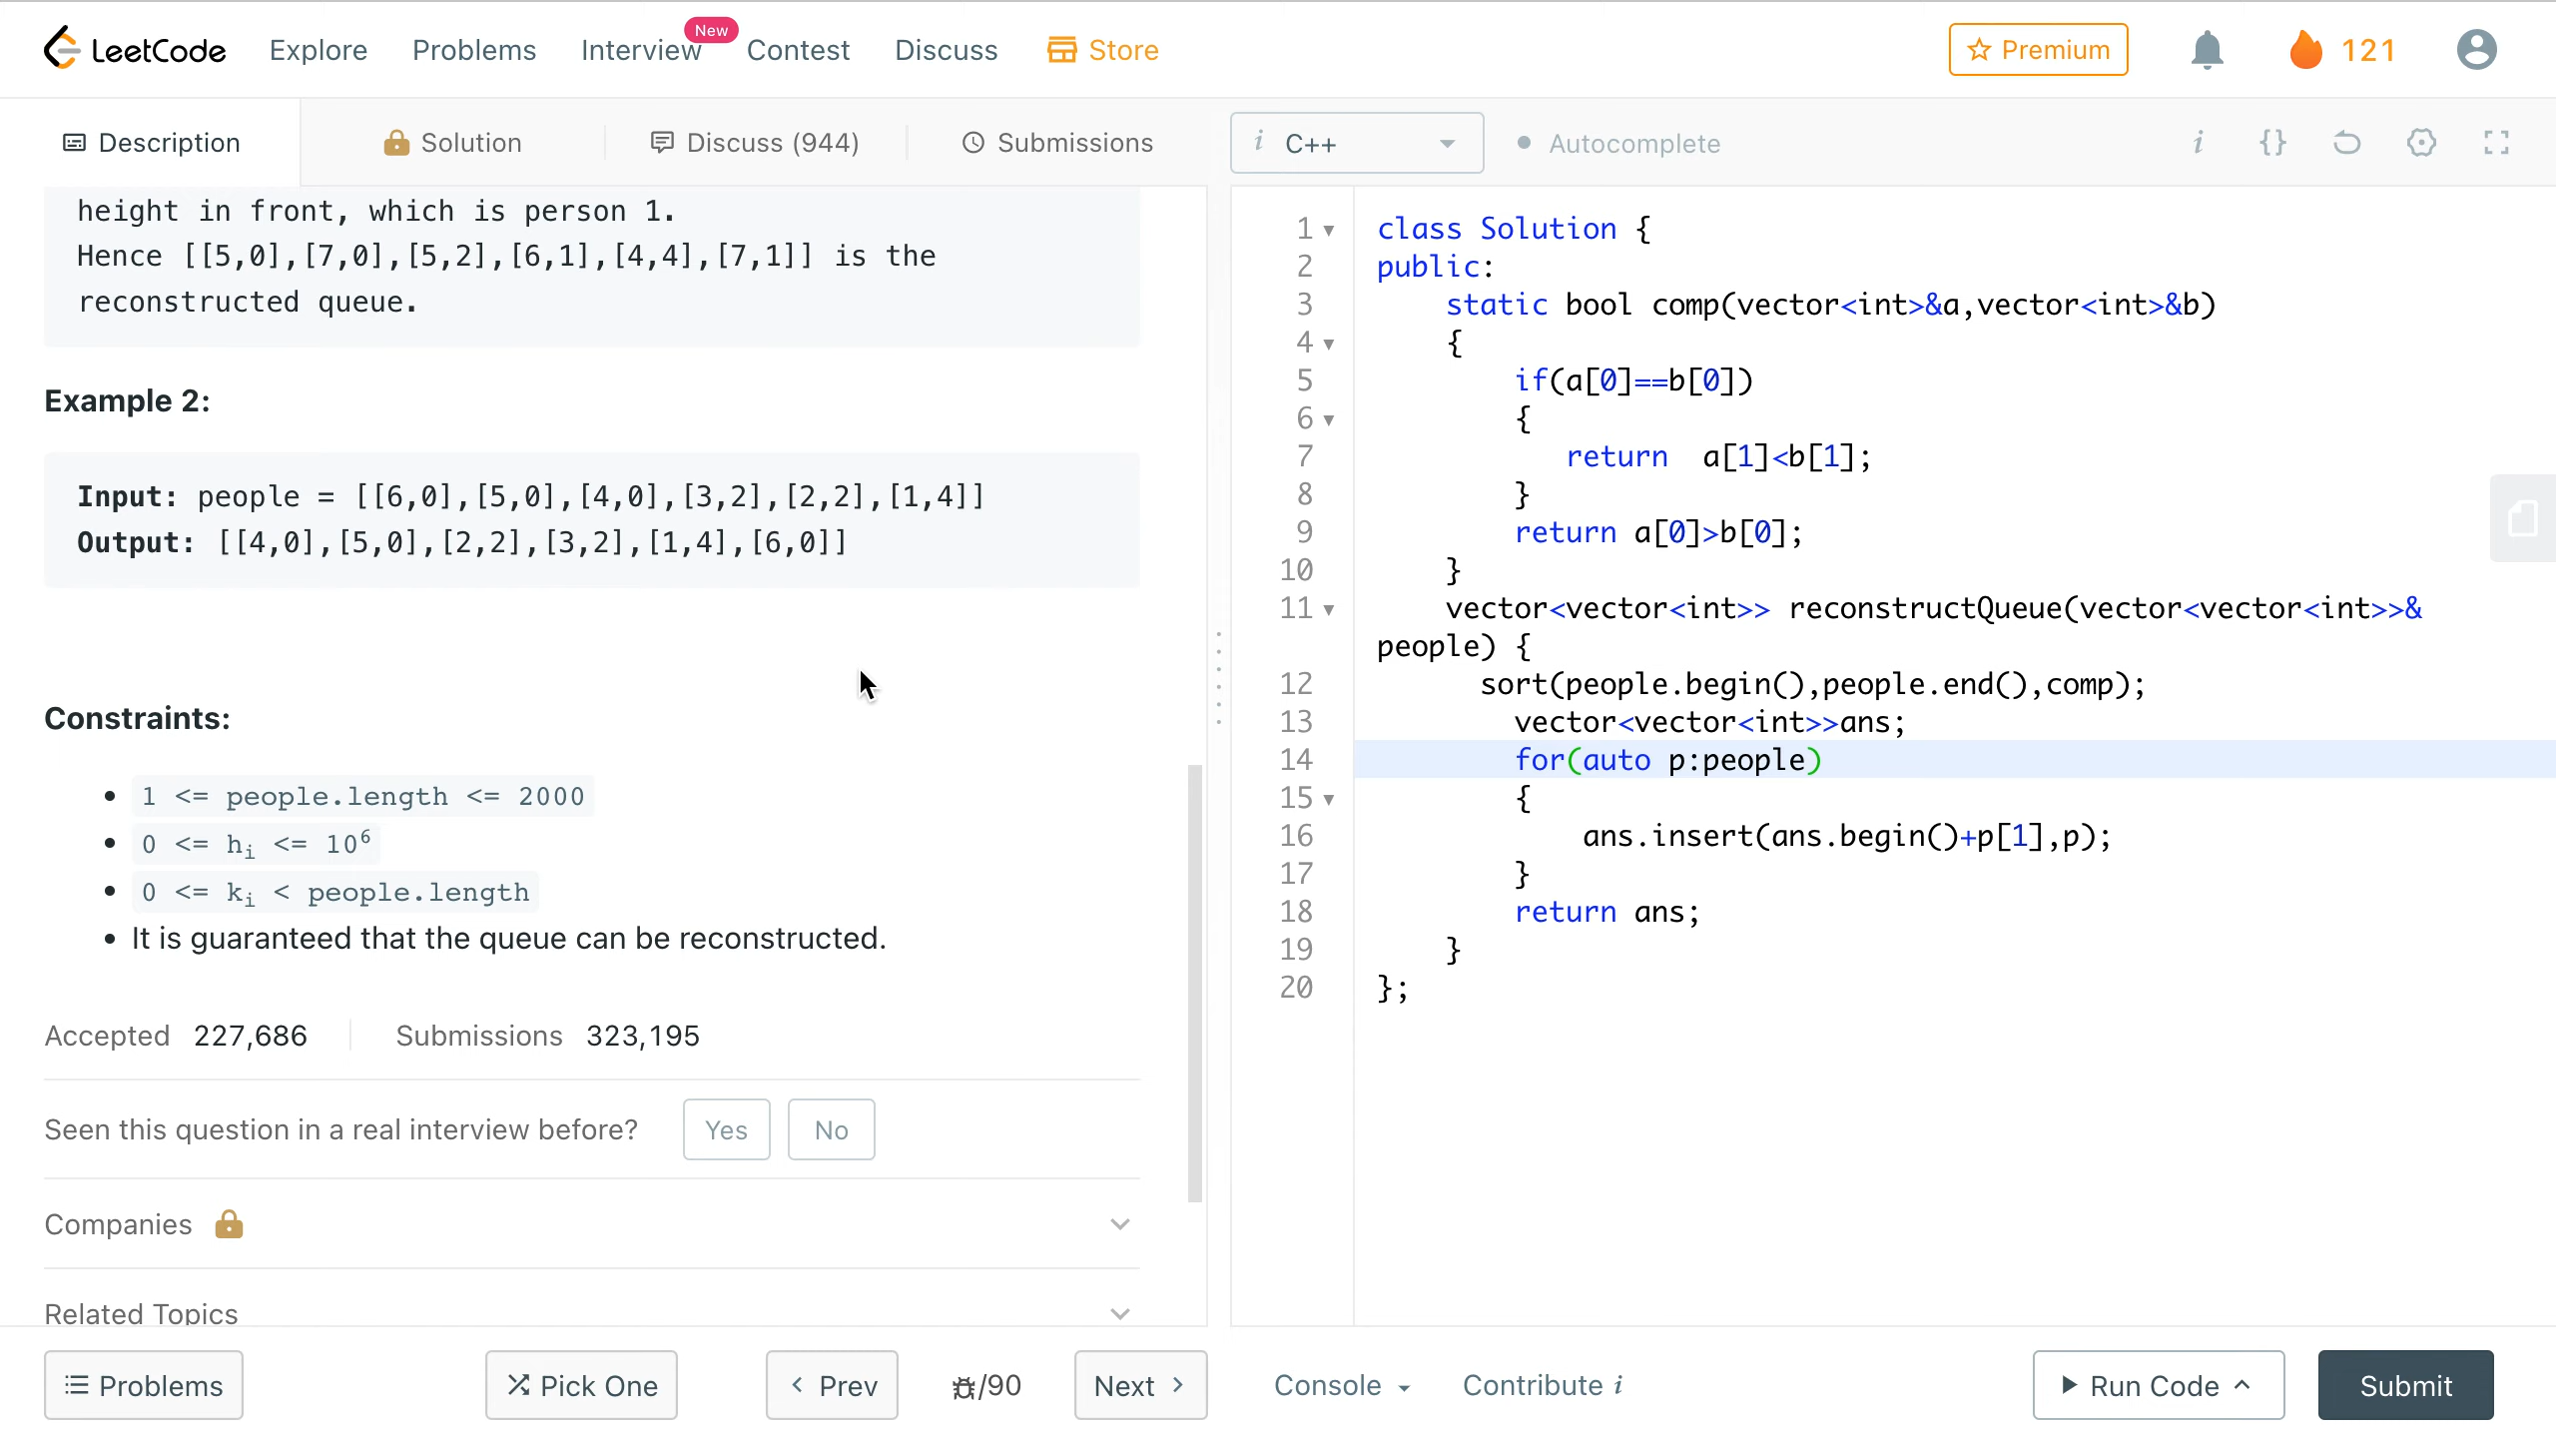 LeetCode Explore Problems Interview New Contest Discuss Store Premium 121
Description Solution Discuss (944) Submissions
height in front, which is person 1.
Hence [[5,0],[7,0],[5,2],[6,1],[4,4],[7,1]] is the
reconstructed queue.
Example 2:
Input: people = [[6,0],[5,0],[4,0],[3,2],[2,2],[1,4]]
Output: [[4,0],[5,0],[2,2],[3,2],[1,4],[6,0]]
Constraints:
• 1 <= people.length <= 2000
• 0 <= hᵢ <= 10⁶
• 0 <= kᵢ < people.length
• It is guaranteed that the queue can be reconstructed.
Accepted 227,686 Submissions 323,195
Seen this question in a real interview before? Yes No
Companies
Related Topics
Problems Pick One < Prev /90 Next >
i C++ Autocomplete i {}
1 class Solution {
2 public:
3     static bool comp(vector<int>&a,vector<int>&b)
4     {
5         if(a[0]==b[0])
6         {
7            return  a[1]<b[1];
8         }
9         return a[0]>b[0];
10     }
11     vector<vector<int>> reconstructQueue(vector<vector<int>>&
people) {
12       sort(people.begin(),people.end(),comp);
13         vector<vector<int>>ans;
14         for(auto p:people)
15         {
16             ans.insert(ans.begin()+p[1],p);
17         }
18         return ans;
19     }
20 };
Console Contribute i Run Code Submit